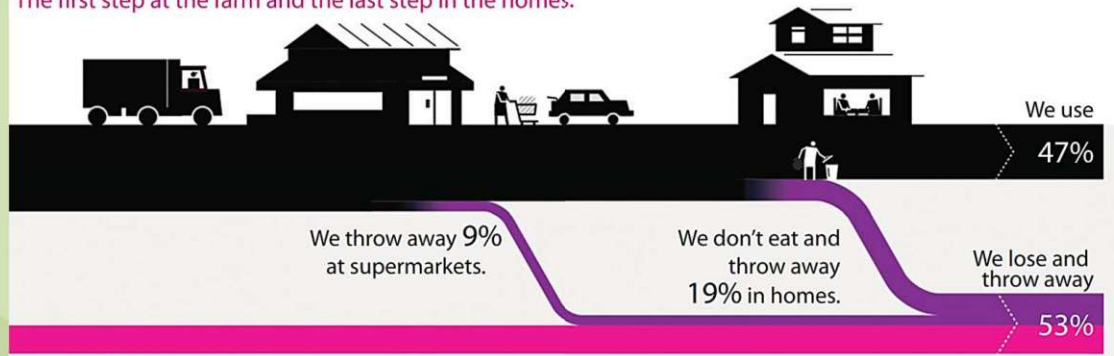 The first step at the farm and the last step in the homes.
We use
47%
We throw away 9%
at supermarkets.
We don't eat and
throw away
19% in homes.
We lose and
throw away
53%